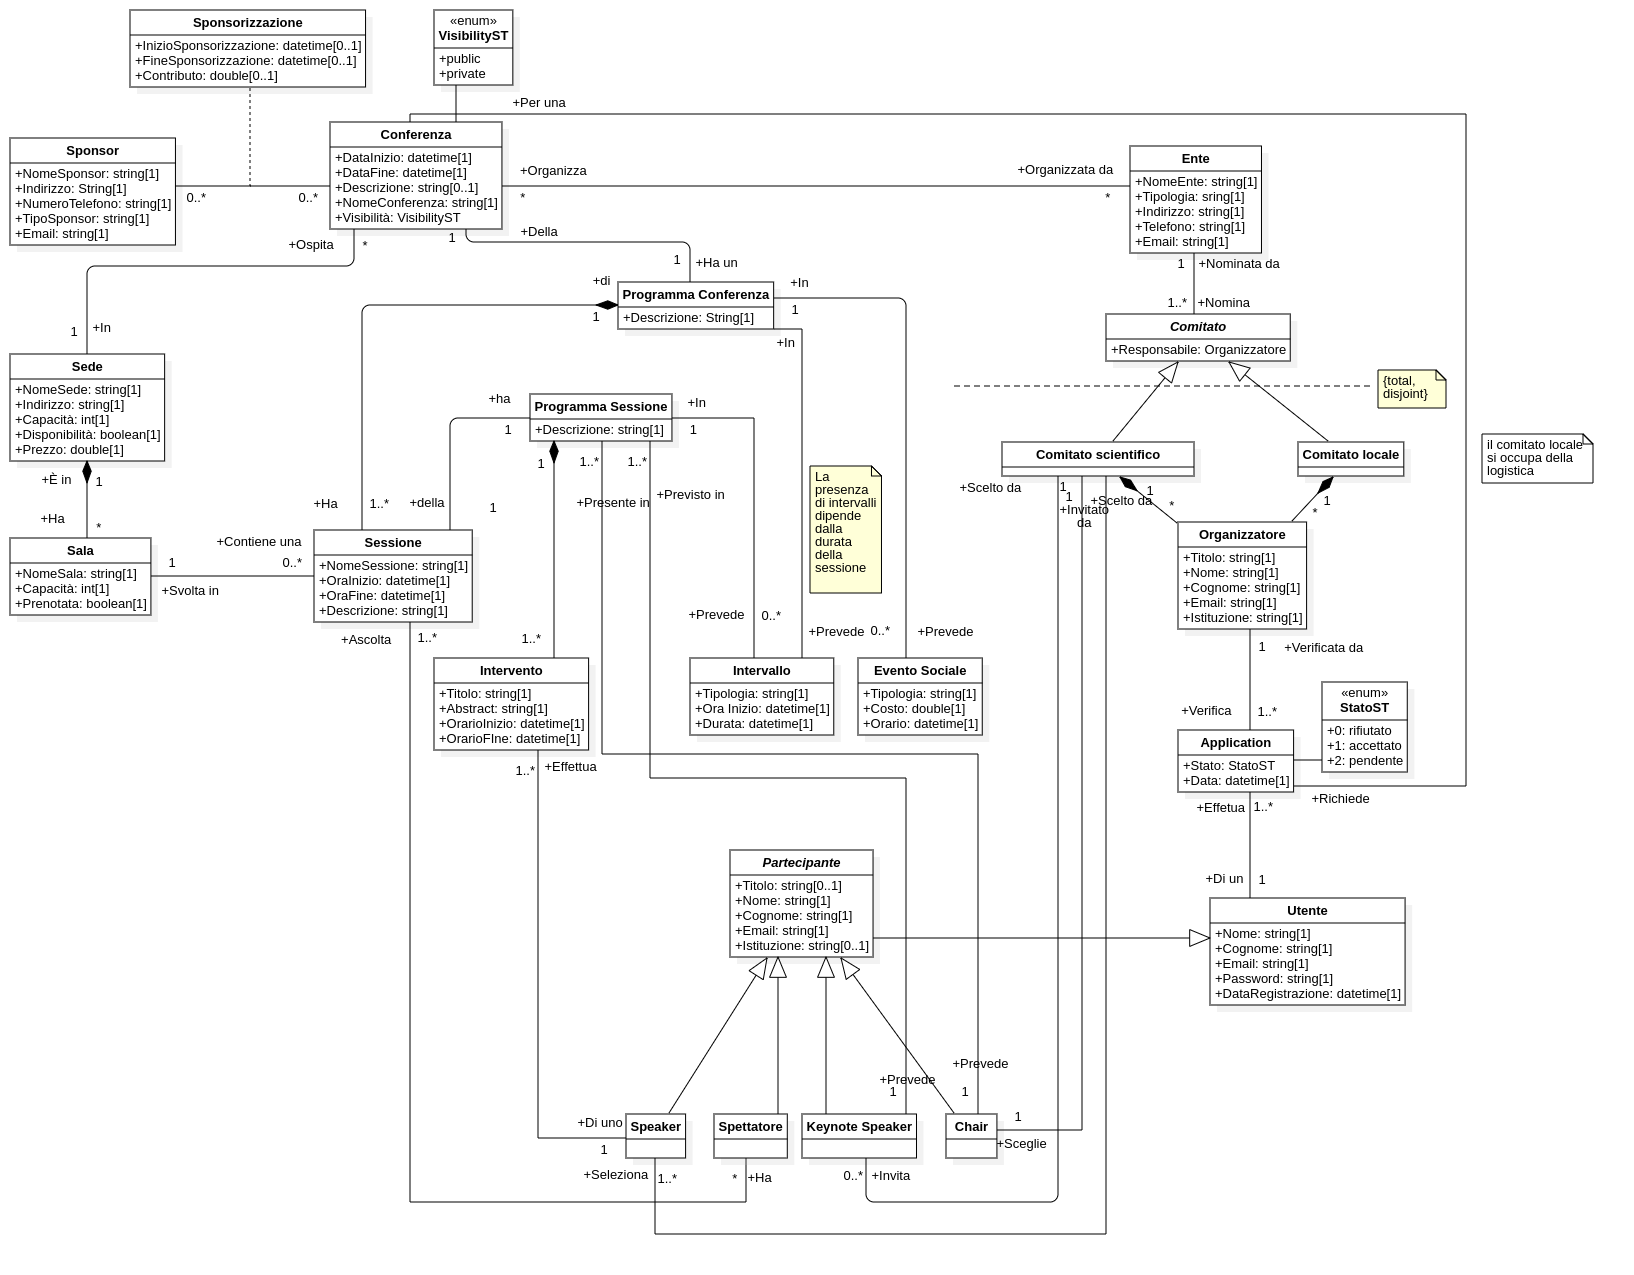 Sponsorizzazione
+InizioSponsorizzazione: datetime[0..1]
+FineSponsorizzazione: datetime[0..1]
+Contributo: double[0..1]
«enum»
VisibilityST
+public
+private
+Per una
Sponsor
+NomeSponsor: string[1]
+Indirizzo: String[1]
+NumeroTelefono: string[1]
+TipoSponsor: string[1]
+Email: string[1]
0..*
0..*
Conferenza
+DataInizio: datetime[1]
+DataFine: datetime[1]
+Descrizione: string[0..1]
+NomeConferenza: string[1]
+Visibilità: VisibilityST
+Organizza
*
+Organizzata da
*
Ente
+NomeEnte: string[1]
+Tipologia: sring[1]
+Indirizzo: string[1]
+Telefono: string[1]
+Email: string[1]
+Ospita
*
1
+Della
1
+Ha un
1
+Nominata da
1..*
+Nomina
+di
1
Programma Conferenza
+Descrizione: String[1]
+In
1
+In
1
+In
Comitato
+Responsabile: Organizzatore
{total,
disjoint}
Sede
+NomeSede: string[1]
+Indirizzo: string[1]
+Capacità: int[1]
+Disponibilità: boolean[1]
+Prezzo: double[1]
+ha
1
Programma Sessione
+Descrizione: string[1]
+In
1
Comitato scientifico
Comitato locale
il comitato locale
si occupa della
logistica
+È in
1
+Ha
*
+Ha
1..*
+della
1
1
1..*
1..*
+Presente in
+Previsto in
La
presenza
di intervalli
dipende
dalla
durata
della
sessione
+Scelto da
1
1
+Invitato
da
+Scelto da
1
*
1
*
Sala
+NomeSala: string[1]
+Capacità: int[1]
+Prenotata: boolean[1]
+Contiene una
1
0..*
+Svolta in
Sessione
+NomeSessione: string[1]
+OraInizio: datetime[1]
+OraFine: datetime[1]
+Descrizione: string[1]
Organizzatore
+Titolo: string[1]
+Nome: string[1]
+Cognome: string[1]
+Email: string[1]
+Istituzione: string[1]
+Ascolta
1..*
1..*
+Prevede
0..*
+Prevede
0..*
+Prevede
1
+Verificata da
Intervento
+Titolo: string[1]
+Abstract: string[1]
+OrarioInizio: datetime[1]
+OrarioFIne: datetime[1]
Intervallo
+Tipologia: string[1]
+Ora Inizio: datetime[1]
+Durata: datetime[1]
Evento Sociale
+Tipologia: string[1]
+Costo: double[1]
+Orario: datetime[1]
+Verifica
1..*
«enum»
StatoST
+0: rifiutato
+1: accettato
+2: pendente
Application
+Stato: StatoST
+Data: datetime[1]
1..*
+Effettua
+Effetua
1..*
+Richiede
Partecipante
+Titolo: string[0..1]
+Nome: string[1]
+Cognome: string[1]
+Email: string[1]
+Istituzione: string[0..1]
+Di un
1
Utente
+Nome: string[1]
+Cognome: string[1]
+Email: string[1]
+Password: string[1]
+DataRegistrazione: datetime[1]
+Prevede
1
+Prevede
1
+Di uno
1
Speaker
Spettatore
Keynote Speaker
Chair
1
+Sceglie
+Seleziona
1..*
*
+Ha
0..*
+Invita